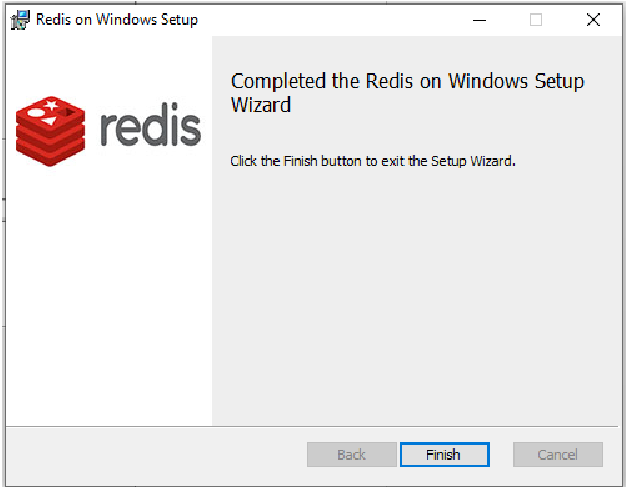 Redis on Windows Setup
redis
Completed the Redis on Windows Setup
Wizard
Click the Finish button to exit the Setup Wizard.
Back
Finish
Cancel